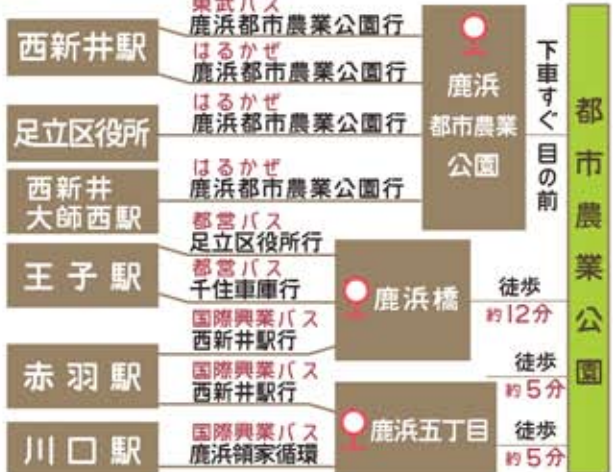 西新井駅
東武バス
鹿浜都市農業公園行
はるかぜ
鹿浜都市農業公園行
足立区役所
はるかぜ
鹿浜都市農業公園行
西新井
大師西駅
はるかぜ
鹿浜都市農業公園行
鹿浜
都市農業
公園
下車すぐ目の前
王子駅
都営バス
足立区役所行
都営バス
千住車庫行
鹿浜橋
徒歩
約12分
赤羽駅
国際興業バス
西新井駅行
国際興業バス
西新井駅行
徒歩
約5分
川口駅
国際興業バス
鹿浜領家循環
鹿浜五丁目
徒歩
約5分
都市農業公園